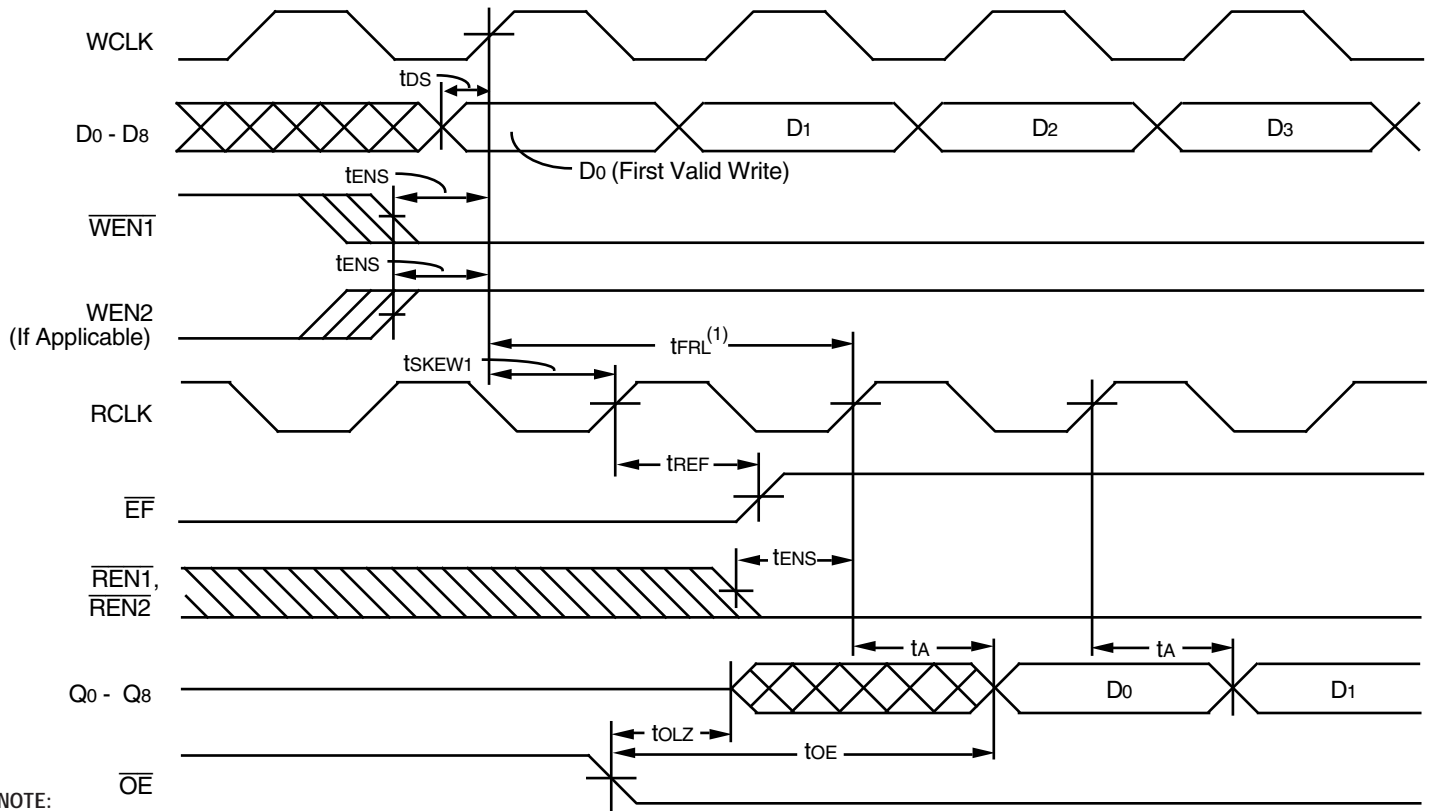 WCLK
tDS
D0 - D8
D1
D2
D3
D0 (First Valid Write)
tENS
WEN1
tENS
WEN2
(If Applicable)
tFRL(1)
tSKEW1
RCLK
tREF
EF
tENS
REN1,
REN2
tA
tA
Q0 - Q8
D0
D1
tOLZ
tOE
OE
NOTE: